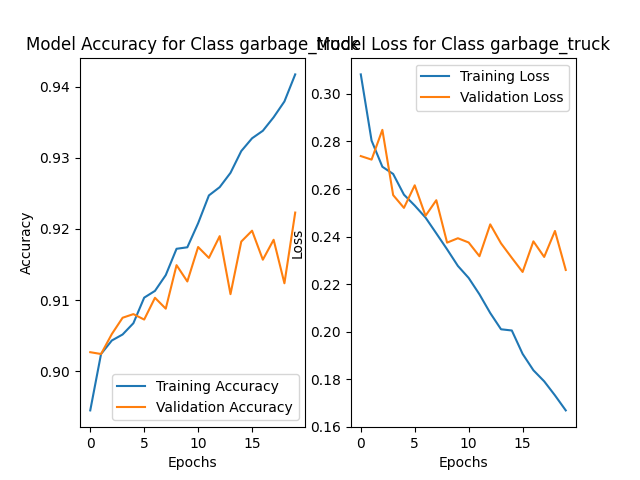 Model Accuracy for Class garbage_truck
0.94
0.93
0.92
0.91
0.90
Accuracy
Training Accuracy
Validation Accuracy
0
5
10
15
Epochs
Model Loss for Class garbage_truck
0.30
0.28
0.26
0.24
0.22
0.20
0.18
0.16
Loss
Training Loss
Validation Loss
0
5
10
15
Epochs